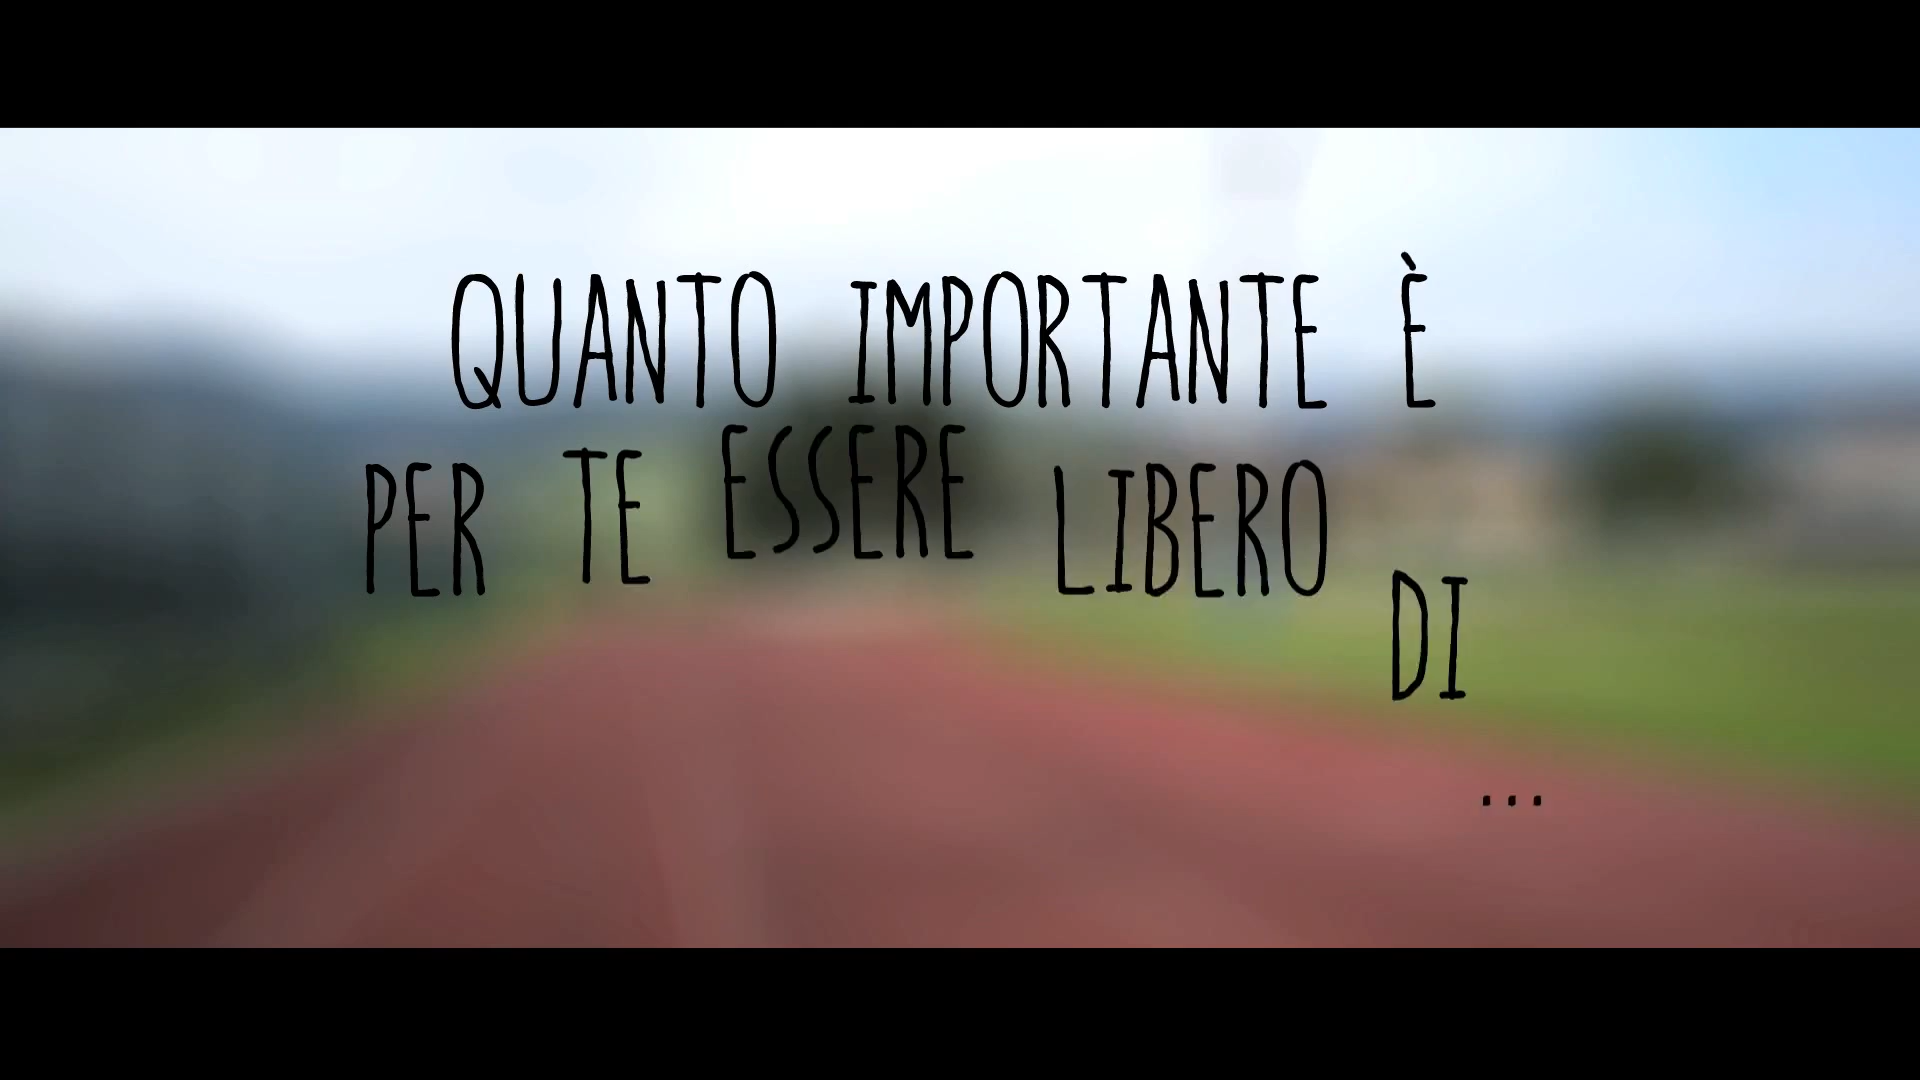 QUANTO IMPORTANTE È
PER TE ESSERE LIBERO
DI
...